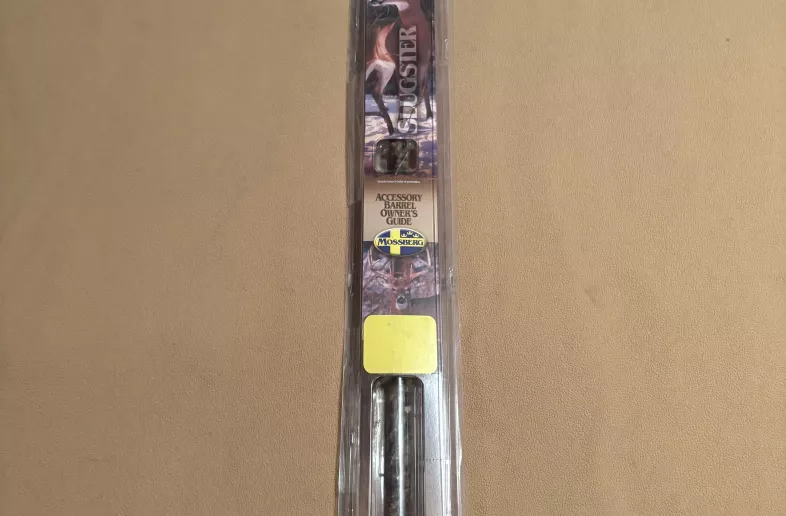 SLUGSTER
ACCESSORY
BARREL
OWNER'S
GUIDE
MOSSBERG